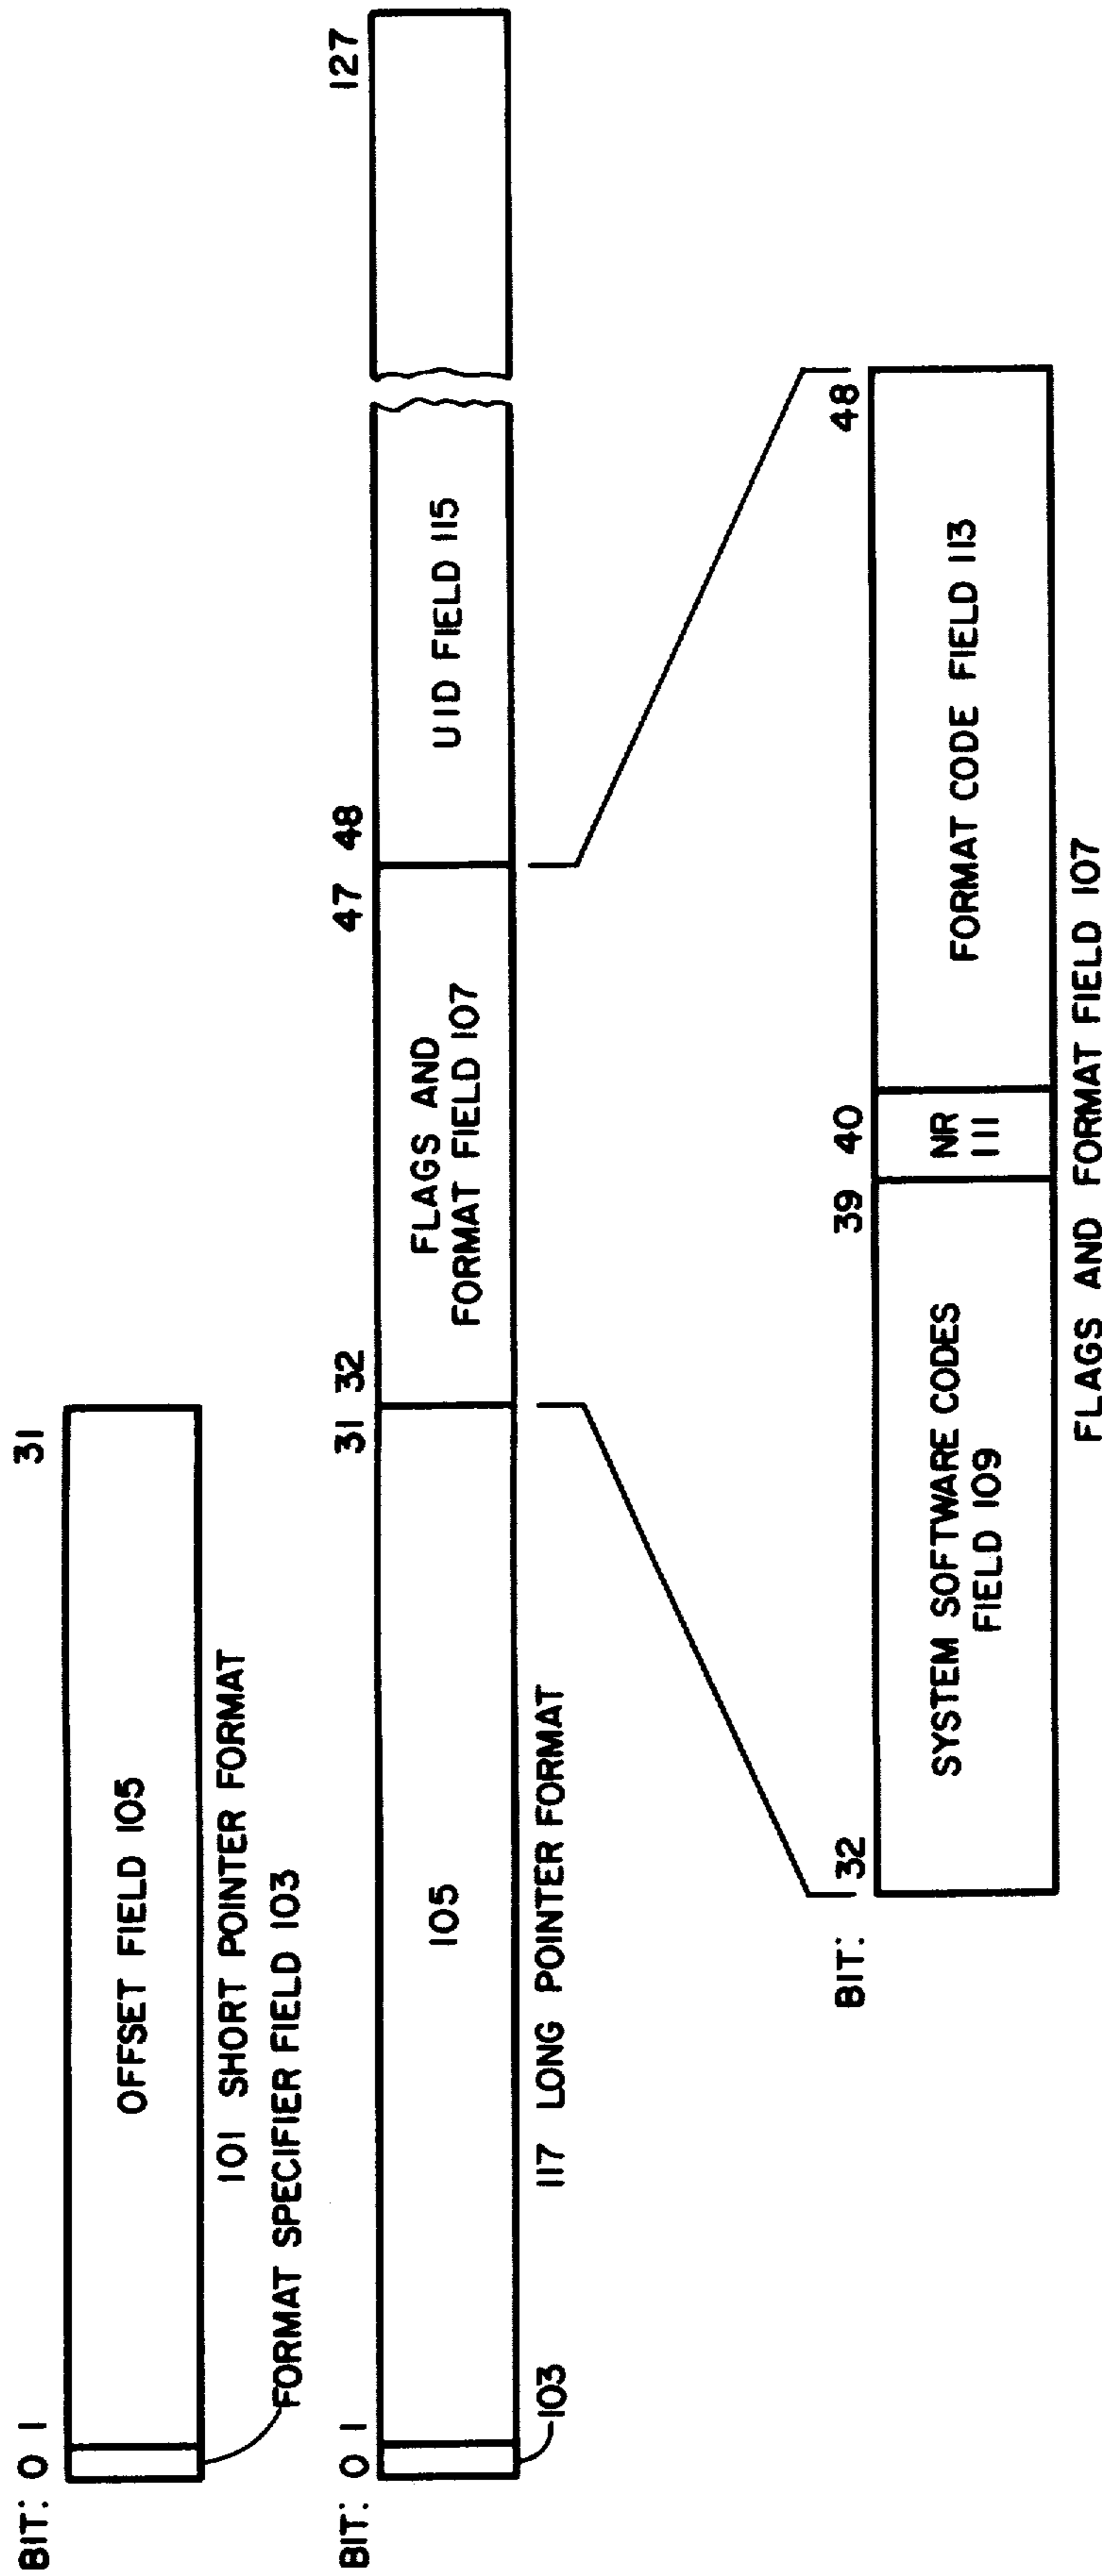 BIT: 0 1 31
OFFSET FIELD 105
101 SHORT POINTER FORMAT
FORMAT SPECIFIER FIELD 103
BIT: 0 1 31 32 47 48 127
105
FLAGS AND
FORMAT FIELD 107
UID FIELD 115
103
117 LONG POINTER FORMAT
BIT: 32 39 40 48
SYSTEM SOFTWARE CODES
FIELD 109
NR
111
FORMAT CODE FIELD 113
FLAGS AND FORMAT FIELD 107